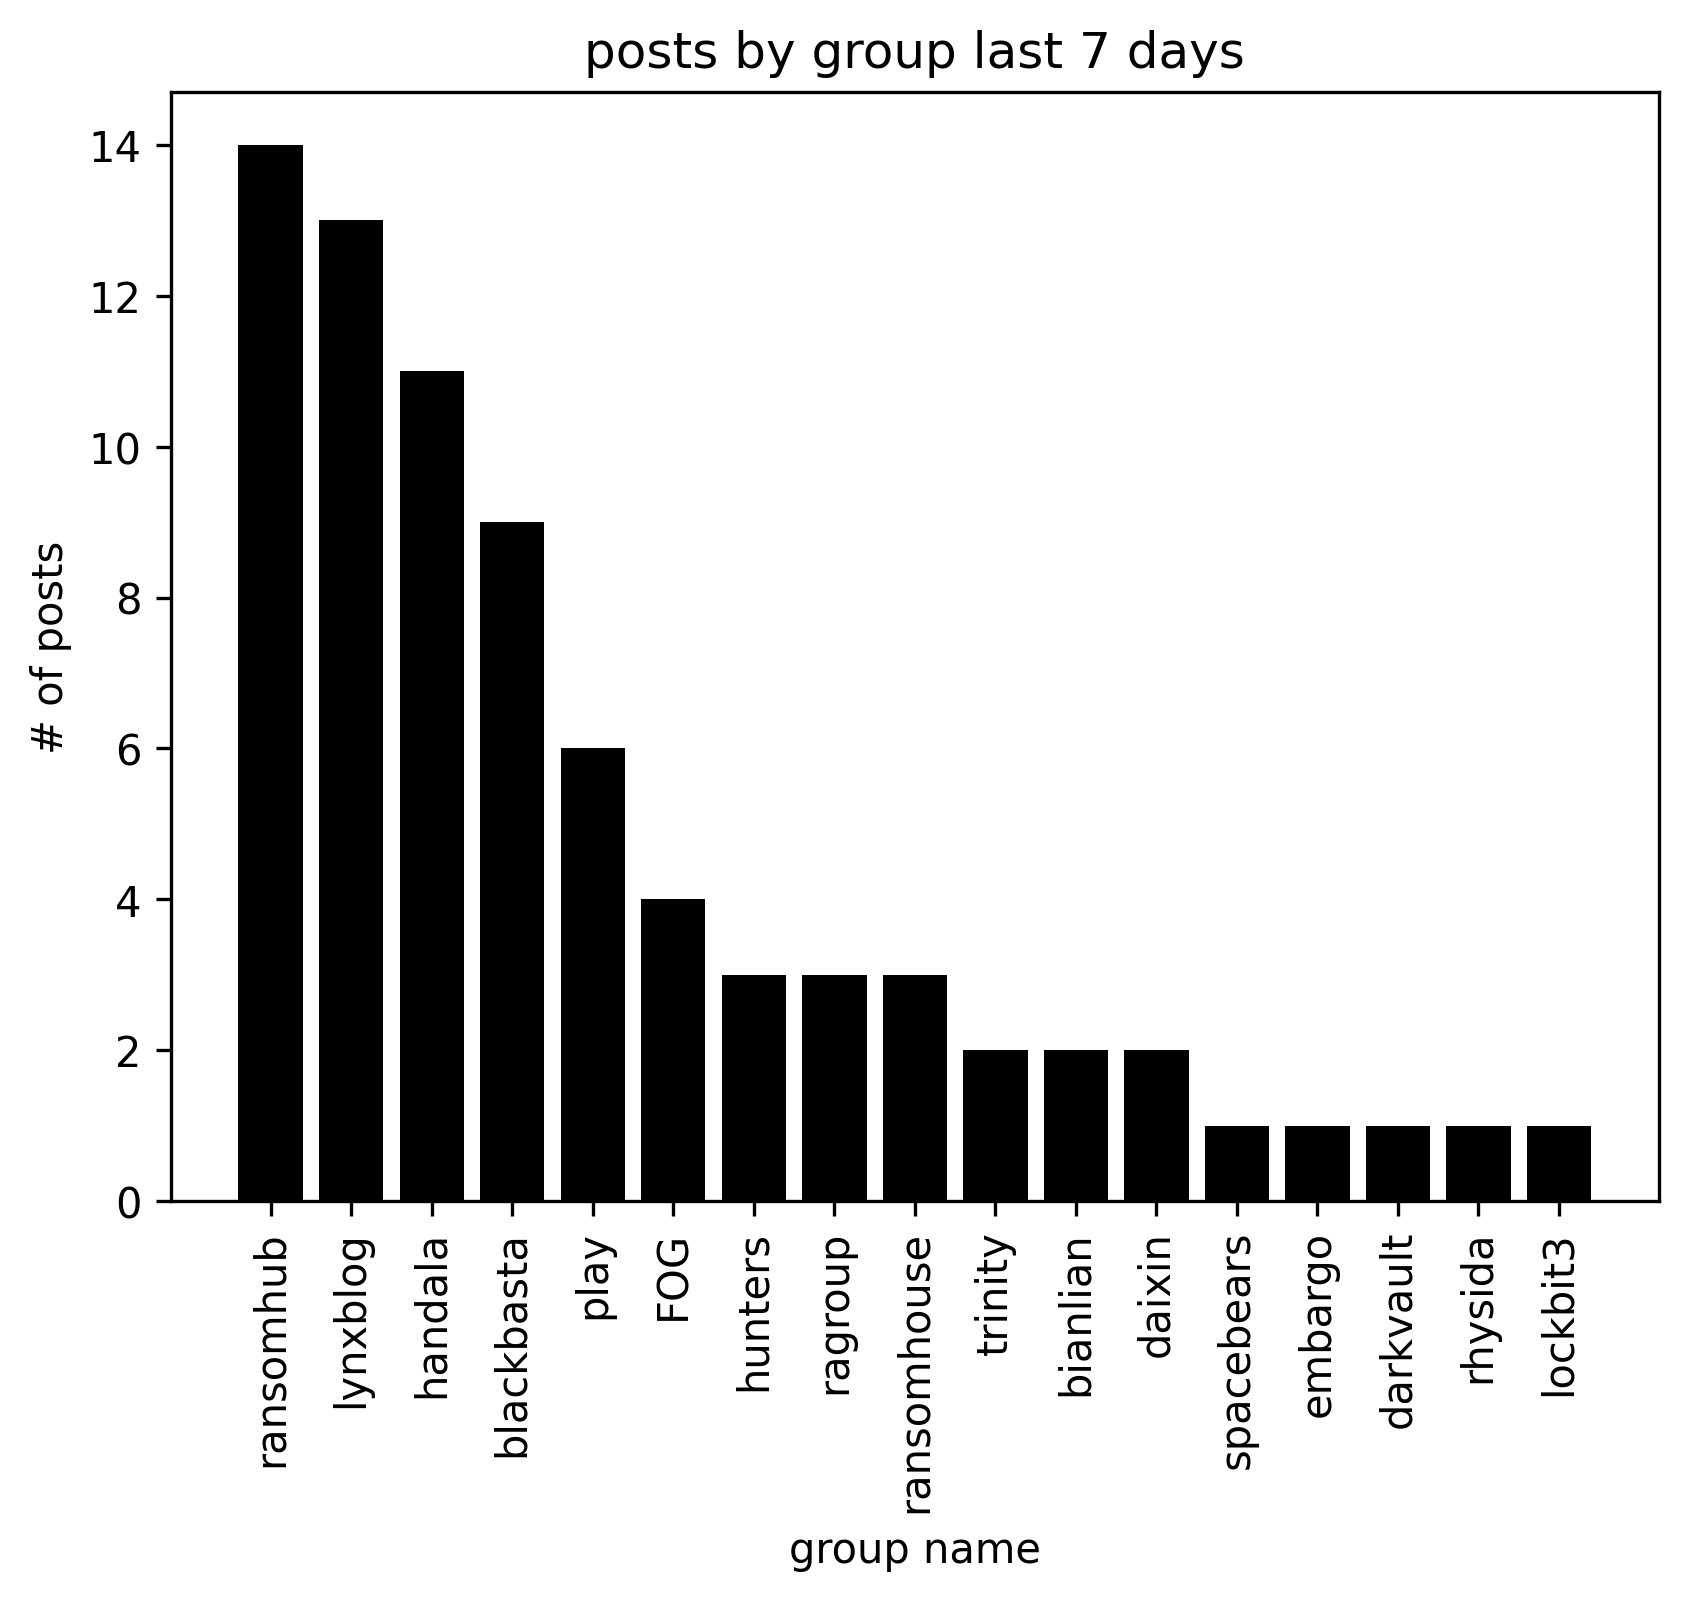 posts by group last 7 days
14
12
10
8
6
4
2
0
# of posts
ransomhub
lynxblog
handala
blackbasta
play
FOG
hunters
ragroup
ransomhouse
trinity
bianlian
daixin
spacebears
embargo
darkvault
rhysida
lockbit3
group name